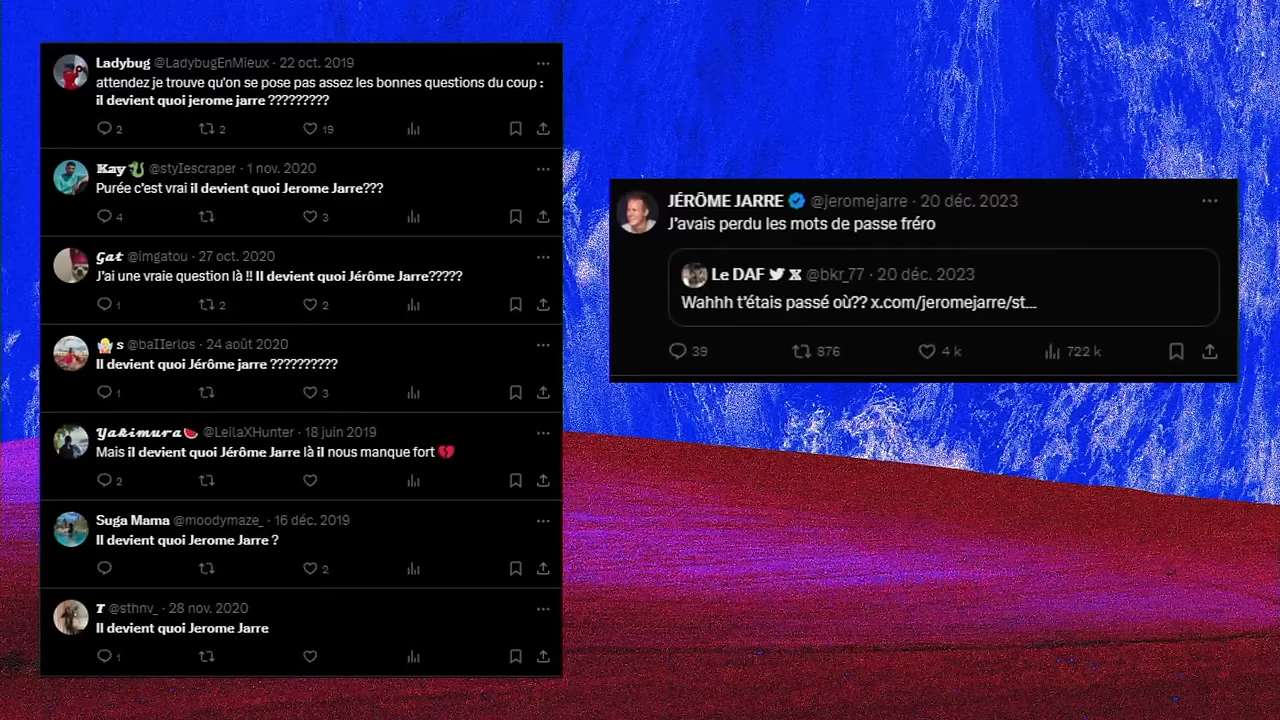 Ladybug @LadybugEnMieux · 22 oct. 2019
attendez je trouve qu'on se pose pas assez les bonnes questions du coup :
il devient quoi jerome jarre ?????????
2 2 19
Kay @styIescraper · 1 nov. 2020
Purée c'est vrai il devient quoi Jerome Jarre???
4 3
Gat @imgatou · 27 oct. 2020
J'ai une vraie question là !! Il devient quoi Jérôme Jarre?????
1 2 2
s @baIIerlos · 24 août 2020
Il devient quoi Jérôme jarre ??????????
1 3
Yakimura @LeilaXHunter · 18 juin 2019
Mais il devient quoi Jérôme Jarre là il nous manque fort
2
Suga Mama @moodymaze_ · 16 déc. 2019
Il devient quoi Jerome Jarre ?
2
T @sthnv_ · 28 nov. 2020
Il devient quoi Jerome Jarre
1
JÉRÔME JARRE @jeromejarre · 20 déc. 2023
J'avais perdu les mots de passe fréro
Le DAF @bkr_77 · 20 déc. 2023
Wahhh t'étais passé où?? x.com/jeromejarre/st...
39 876 4 k 722 k